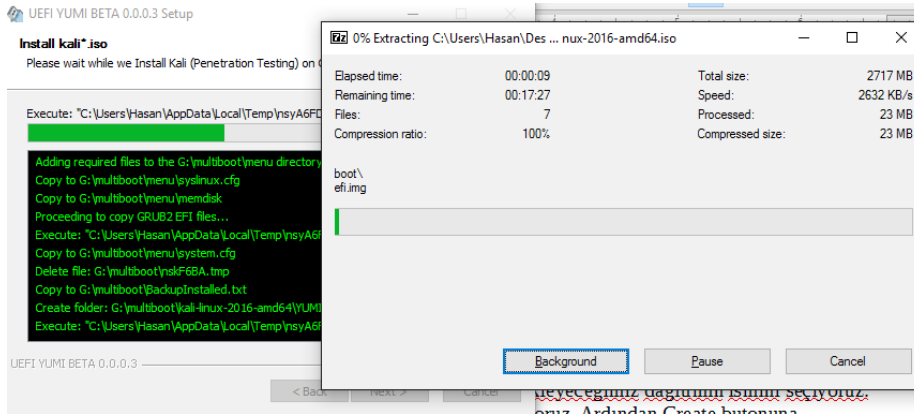 UEFI YUMI BETA 0.0.0.3 Setup
Install kali*.iso
Please wait while we Install Kali (Penetration Testing) on
Execute: "C:\Users\Hasan\AppData\Local\Temp\nsyA6FD
Adding required files to the G:\multiboot\menu directory
Copy to G:\multiboot\menu\syslinux.cfg
Copy to G:\multiboot\menu\memdisk
Proceeding to copy GRUB2 EFI files...
Execute: "C:\Users\Hasan\AppData\Local\Temp\nsyA6F
Copy to G:\multiboot\menu\system.cfg
Delete file: G:\multiboot\nskF6BA.tmp
Copy to G:\multiboot\BackupInstalled.txt
Create folder: G:\multiboot\kali-linux-2016-amd64\YUMI
Execute: "C:\Users\Hasan\AppData\Local\Temp\nsyA6F
UEFI YUMI BETA 0.0.0.3
< Back Next > Cancel
7z 0% Extracting C:\Users\Hasan\Des ... nux-2016-amd64.iso
Elapsed time: 00:00:09 Total size: 2717 MB
Remaining time: 00:17:27 Speed: 2632 KB/s
Files: 7 Processed: 23 MB
Compression ratio: 100% Compressed size: 23 MB
boot\
efi.img
Background Pause Cancel
dağıtımın ismini seçiyoruz.
Ardından Create butonuna